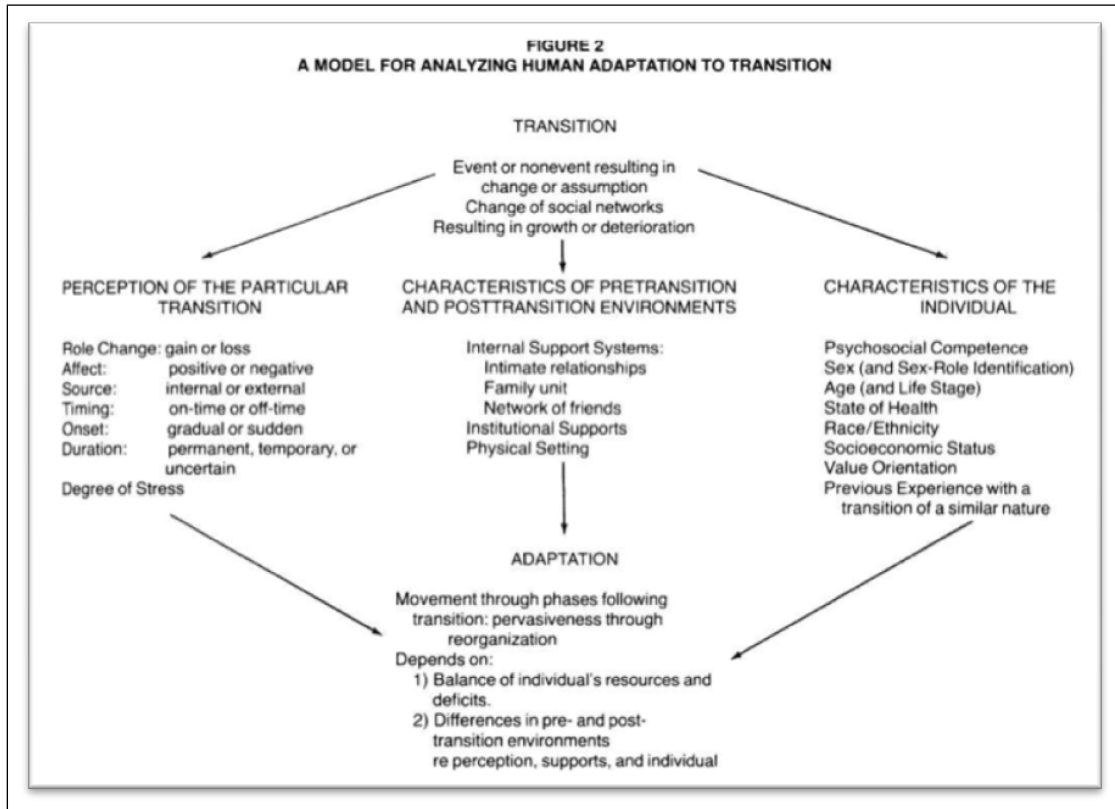 FIGURE 2
A MODEL FOR ANALYZING HUMAN ADAPTATION TO TRANSITION
TRANSITION
Event or nonevent resulting in
change or assumption
Change of social networks
Resulting in growth or deterioration
PERCEPTION OF THE PARTICULAR
TRANSITION
Role Change: gain or loss
Affect: positive or negative
Source: internal or external
Timing: on-time or off-time
Onset: gradual or sudden
Duration: permanent, temporary, or
uncertain
Degree of Stress
CHARACTERISTICS OF PRETRANSITION
AND POSTTRANSITION ENVIRONMENTS
Internal Support Systems:
Intimate relationships
Family unit
Network of friends
Institutional Supports
Physical Setting
CHARACTERISTICS OF THE
INDIVIDUAL
Psychosocial Competence
Sex (and Sex-Role Identification)
Age (and Life Stage)
State of Health
Race/Ethnicity
Socioeconomic Status
Value Orientation
Previous Experience with a
transition of a similar nature
ADAPTATION
Movement through phases following
transition: pervasiveness through
reorganization
Depends on:
1) Balance of individual's resources and
deficits.
2) Differences in pre- and post-
transition environments
re perception, supports, and individual